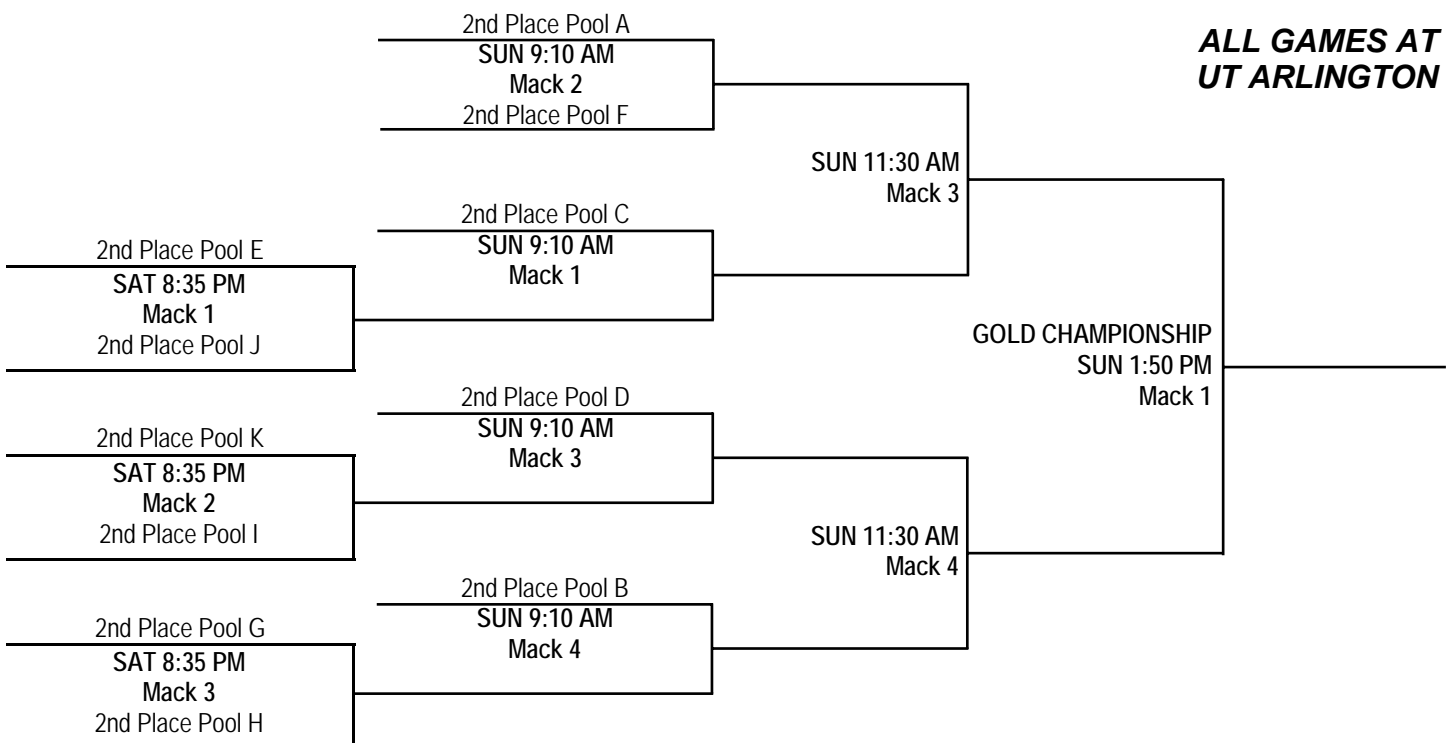 2nd Place Pool A
SUN 9:10 AM
Mack 2
2nd Place Pool F
ALL GAMES AT
UT ARLINGTON
SUN 11:30 AM
Mack 3
2nd Place Pool C
SUN 9:10 AM
Mack 1
2nd Place Pool E
SAT 8:35 PM
Mack 1
2nd Place Pool J
GOLD CHAMPIONSHIP
SUN 1:50 PM
Mack 1
2nd Place Pool D
SUN 9:10 AM
Mack 3
2nd Place Pool K
SAT 8:35 PM
Mack 2
2nd Place Pool I
SUN 11:30 AM
Mack 4
2nd Place Pool B
SUN 9:10 AM
Mack 4
2nd Place Pool G
SAT 8:35 PM
Mack 3
2nd Place Pool H